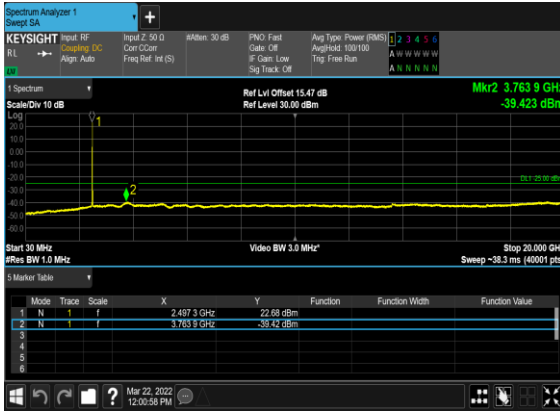 Spectrum Analyzer 1
Swept SA
+
KEYSIGHT Input: RF Input Z: 50 Ω #Atten: 30 dB PNO: Fast Avg Type: Power (RMS) 1 2 3 4 5 6
RL Coupling: DC Corr CCorr Gate: Off Avg|Hold: 100/100 A W W W W W
Align: Auto Freq Ref: Int (S) IF Gain: Low Trig: Free Run
Sig Track: Off A N N N N N
1 Spectrum
Ref Lvl Offset 15.47 dB Mkr2 3.763 9 GHz
Scale/Div 10 dB Ref Level 30.00 dBm -39.423 dBm
Log
20.0
10.0
0.00
-10.0
-20.0
-30.0
-40.0
-50.0
-60.0
1
2
DL1 -25.00 dBm
Start 30 MHz Video BW 3.0 MHz* Stop 20.000 GHz
#Res BW 1.0 MHz Sweep ~38.3 ms (40001 pts)
5 Marker Table
Mode Trace Scale X Y Function Function Width Function Value
1 N 1 f 2.497 3 GHz 22.68 dBm
2 N 1 f 3.763 9 GHz -39.42 dBm
3
4
5
6
? Mar 22, 2022
12:00:58 PM